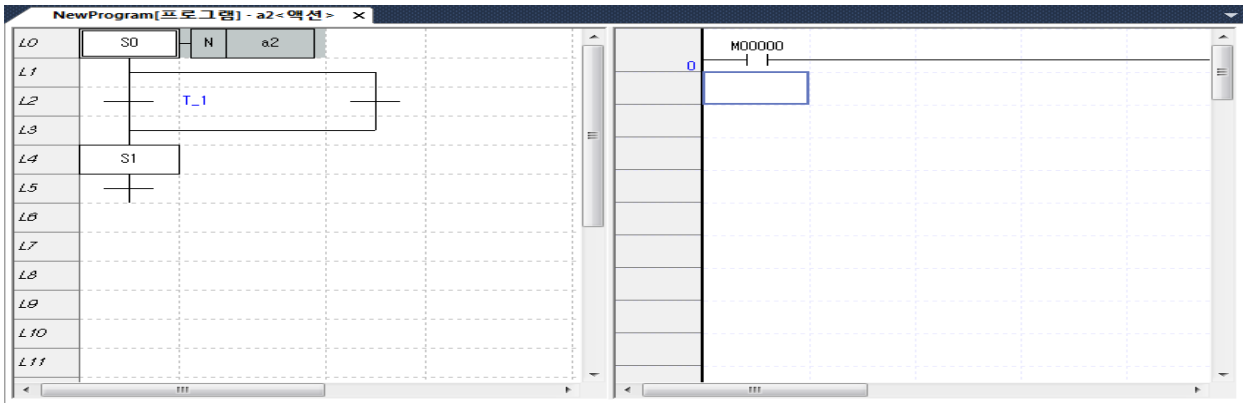 NewProgram[프로그램] - a2<액션> ×
L0 S0 N a2
L1
L2 T_1
L3
L4 S1
L5
L6
L7
L8
L9
L10
L11
M00000
0